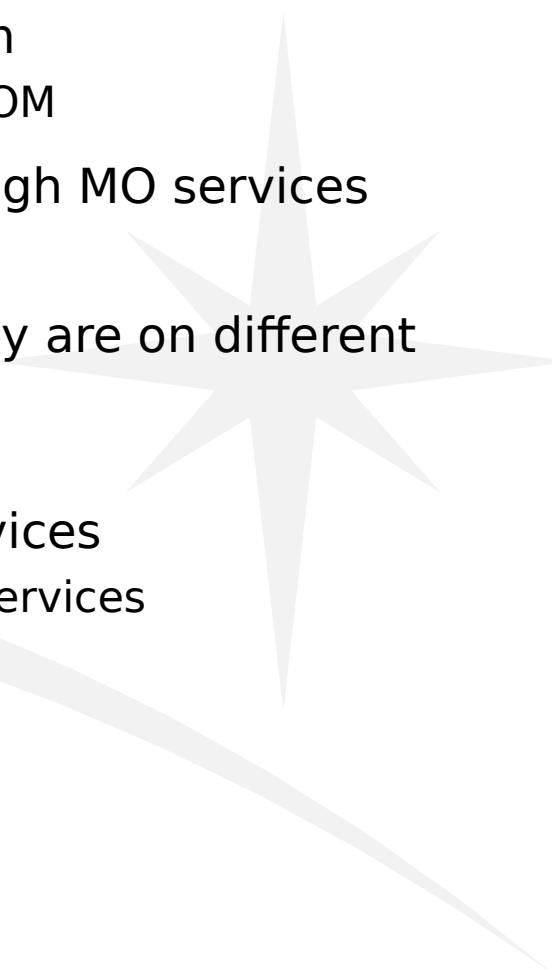 n
OM
gh MO services
y are on different
vices
ervices